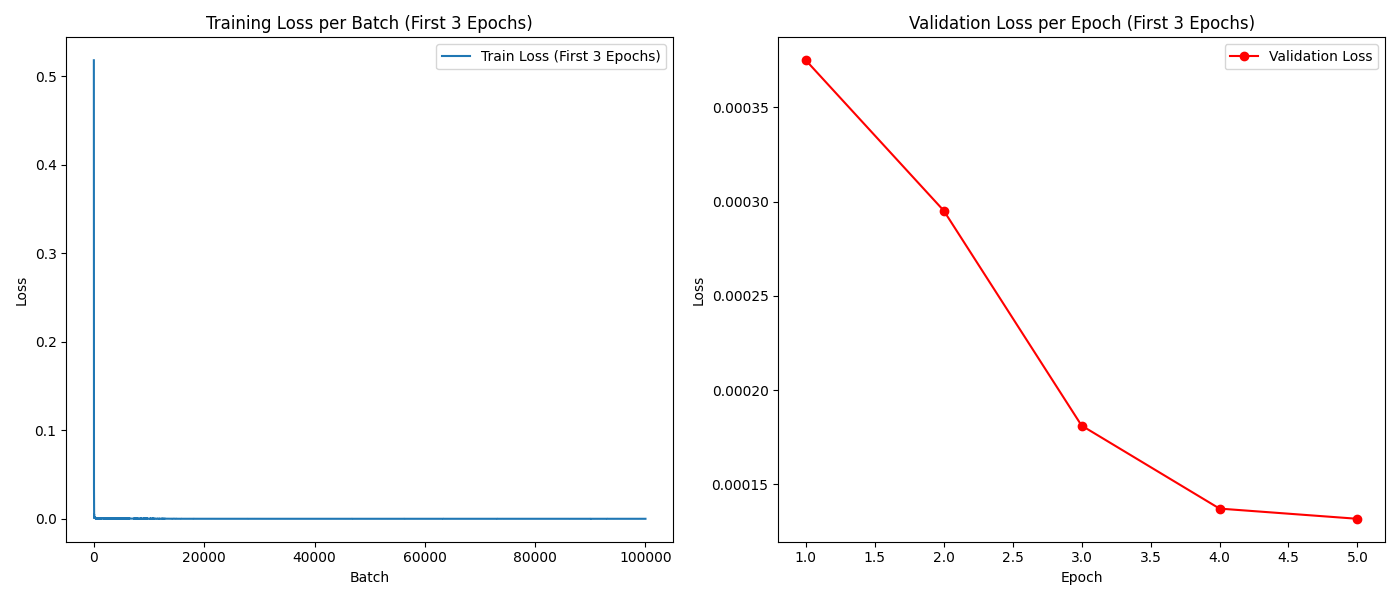 Training Loss per Batch (First 3 Epochs)
Train Loss (First 3 Epochs)
0.5
0.4
0.3
0.2
0.1
0.0
Loss
0 20000 40000 60000 80000 100000
Batch
Validation Loss per Epoch (First 3 Epochs)
Validation Loss
0.00035
0.00030
0.00025
0.00020
0.00015
Loss
1.0 1.5 2.0 2.5 3.0 3.5 4.0 4.5 5.0
Epoch